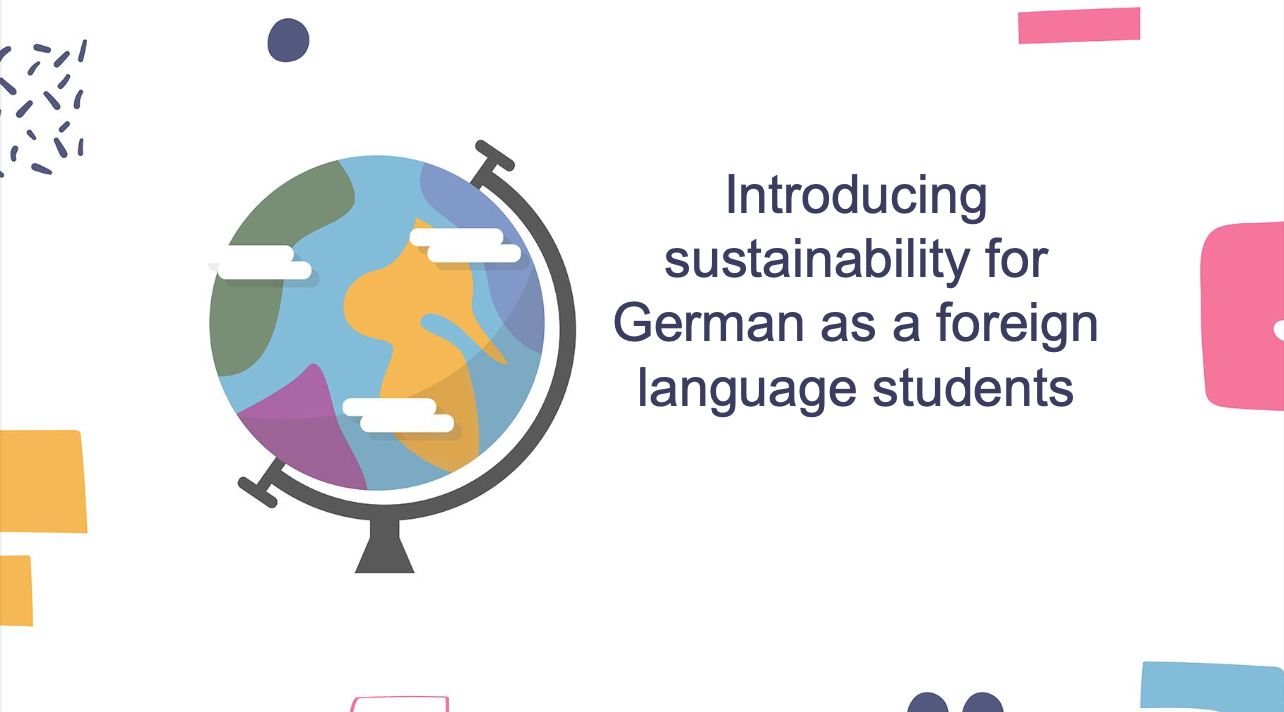 Introducing
sustainability for
German as a foreign
language students